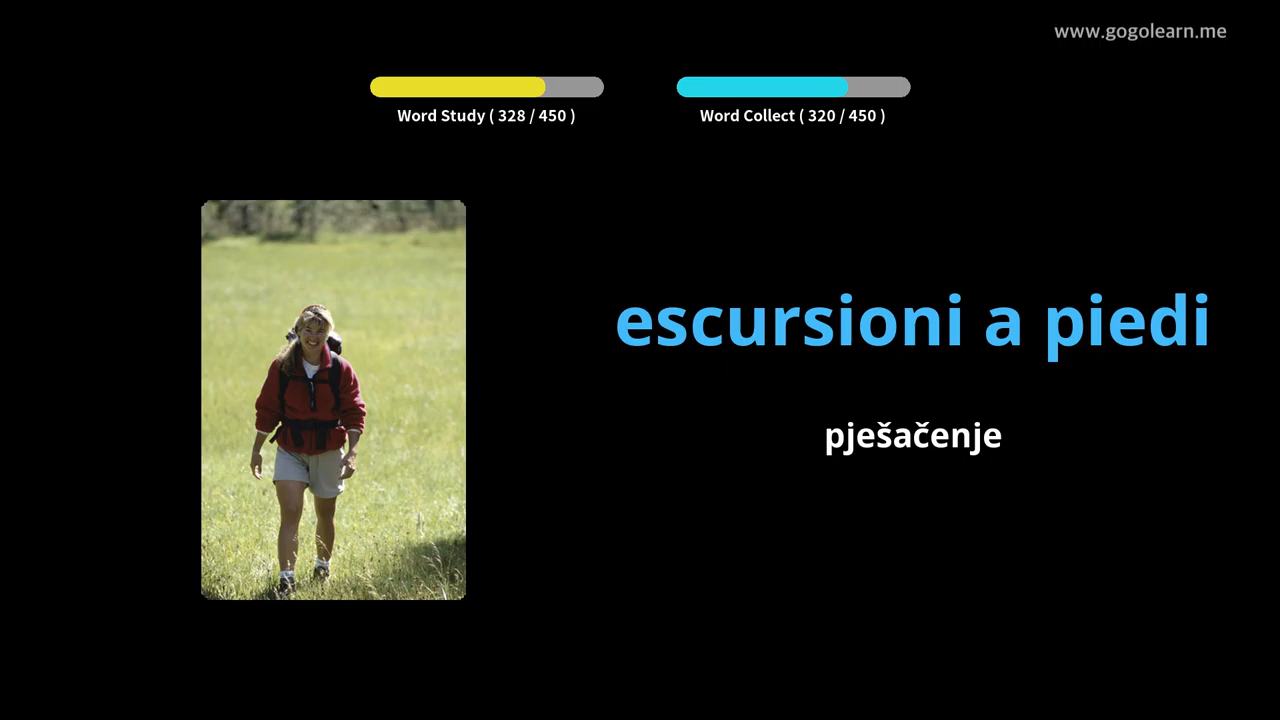 www.gogolearn.me
Word Study ( 328 / 450 )
Word Collect ( 320 / 450 )
escursioni a piedi
pješačenje